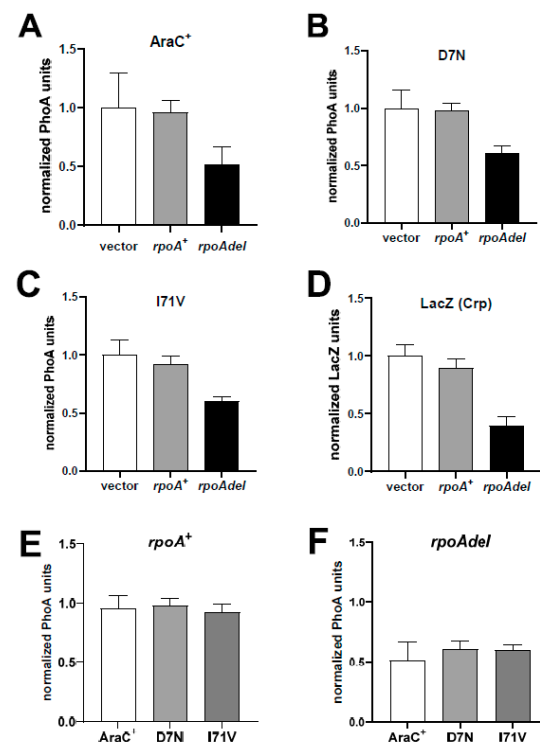 A
AraC+
normalized PhoA units
1.5
1.0
0.5
0.0
vector rpoA+ rpoAdel
B
D7N
normalized PhoA units
1.5
1.0
0.5
0.0
vector rpoA+ rpoAdel
C
I71V
normalized PhoA units
1.5
1.0
0.5
0.0
vector rpoA+ rpoAdel
D
LacZ (Crp)
normalized LacZ units
1.5
1.0
0.5
0.0
vector rpoA+ rpoAdel
E
rpoA+
normalized PhoA units
1.5
1.0
0.5
0.0
AraC+ D7N I71V
F
rpoAdel
normalized PhoA units
1.5
1.0
0.5
0.0
AraC+ D7N I71V